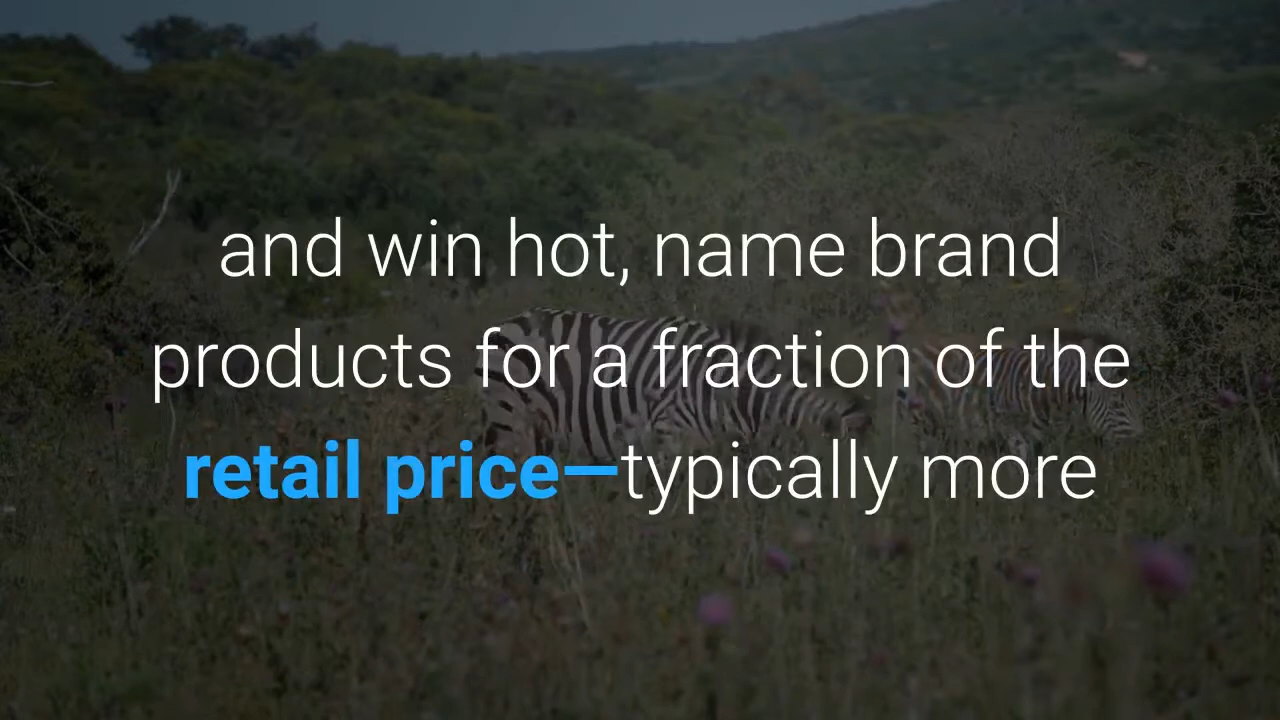 and win hot, name brand
products for a fraction of the
retail price—typically more